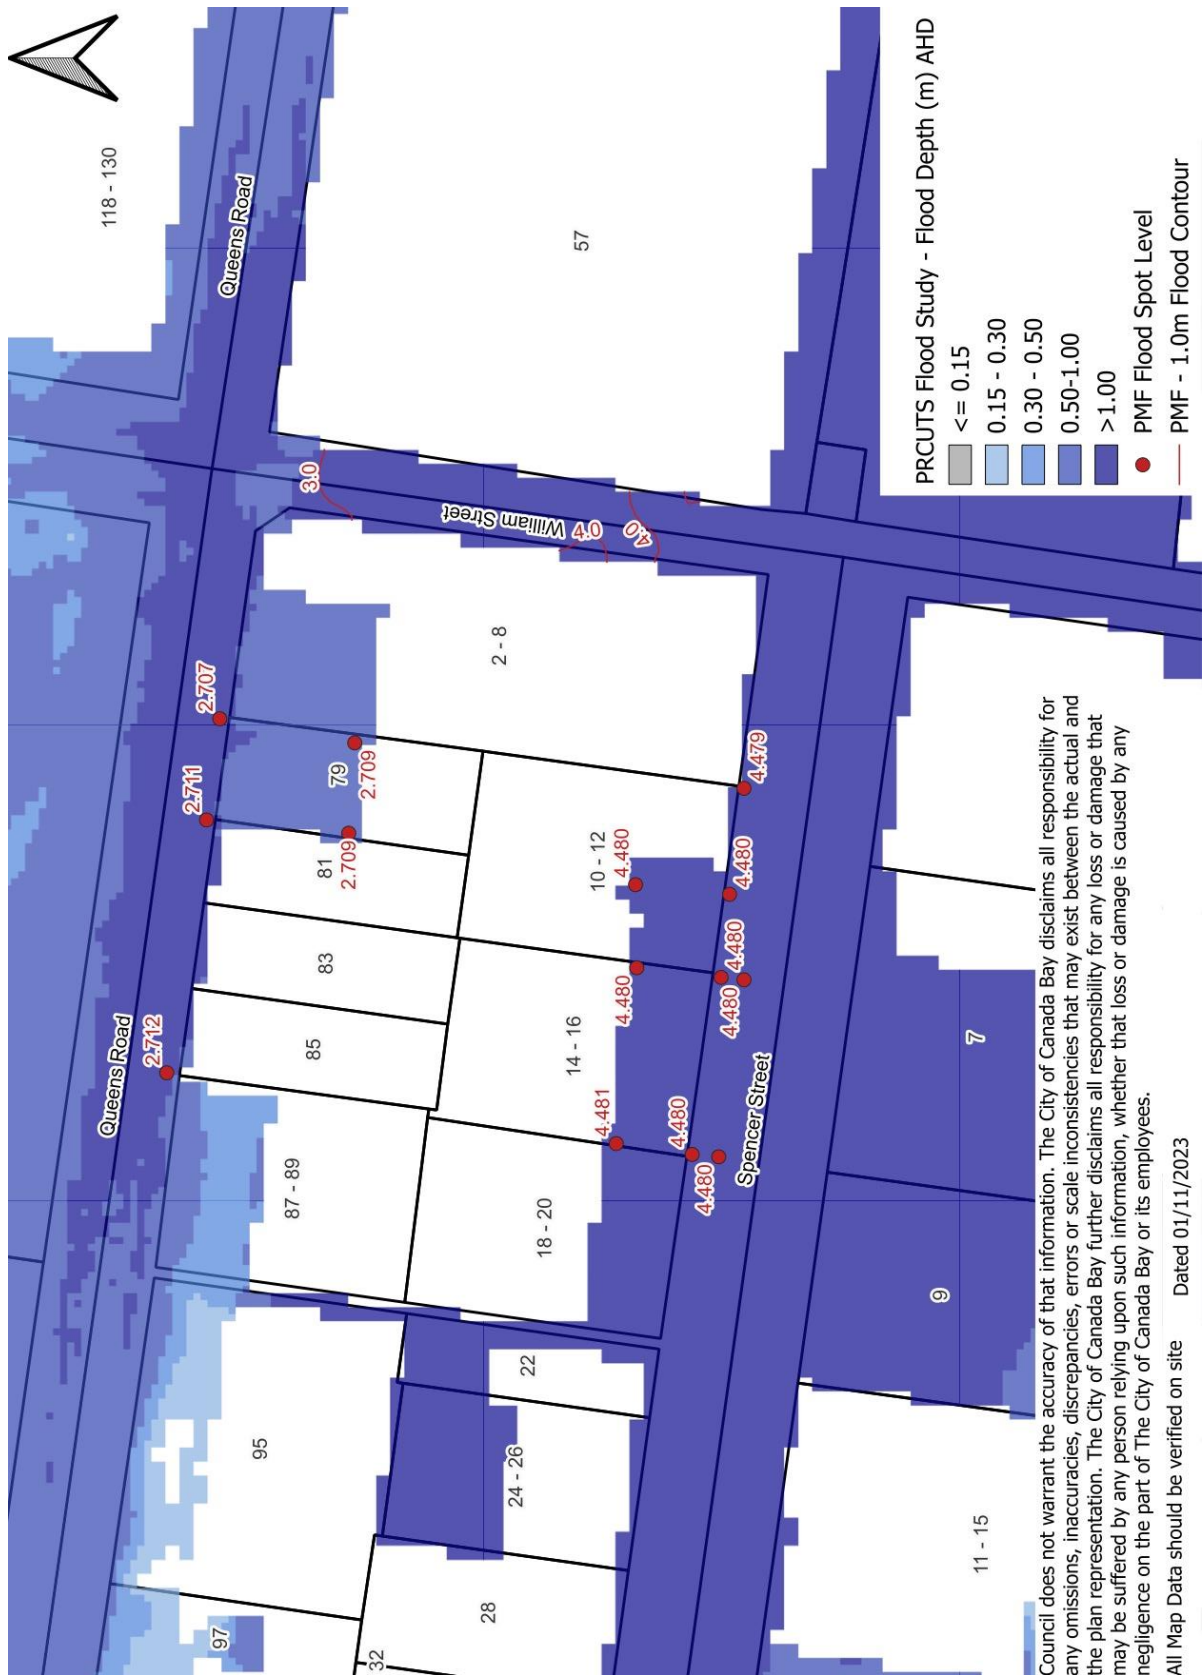 118 - 130
Queens Road
57
3.0
William Street
4.0
4.0
2 - 8
2.707
2.711
79
2.709
81
2.709
83
85
Queens Road
2.712
87 - 89
10 - 12
4.480
4.479
4.480
4.480
4.480
4.480
14 - 16
4.481
4.480
4.480
Spencer Street
18 - 20
22
24 - 26
28
32
95
97
7
9
11 - 15
PRCUTS Flood Study - Flood Depth (m) AHD
<= 0.15
0.15 - 0.30
0.30 - 0.50
0.50-1.00
>1.00
PMF Flood Spot Level
PMF - 1.0m Flood Contour
Council does not warrant the accuracy of that information. The City of Canada Bay disclaims all responsibility for
any omissions, inaccuracies, discrepancies, errors or scale inconsistencies that may exist between the actual and
the plan representation. The City of Canada Bay further disclaims all responsibility for any loss or damage that
may be suffered by any person relying upon such information, whether that loss or damage is caused by any
negligence on the part of The City of Canada Bay or its employees.
All Map Data should be verified on site Dated 01/11/2023